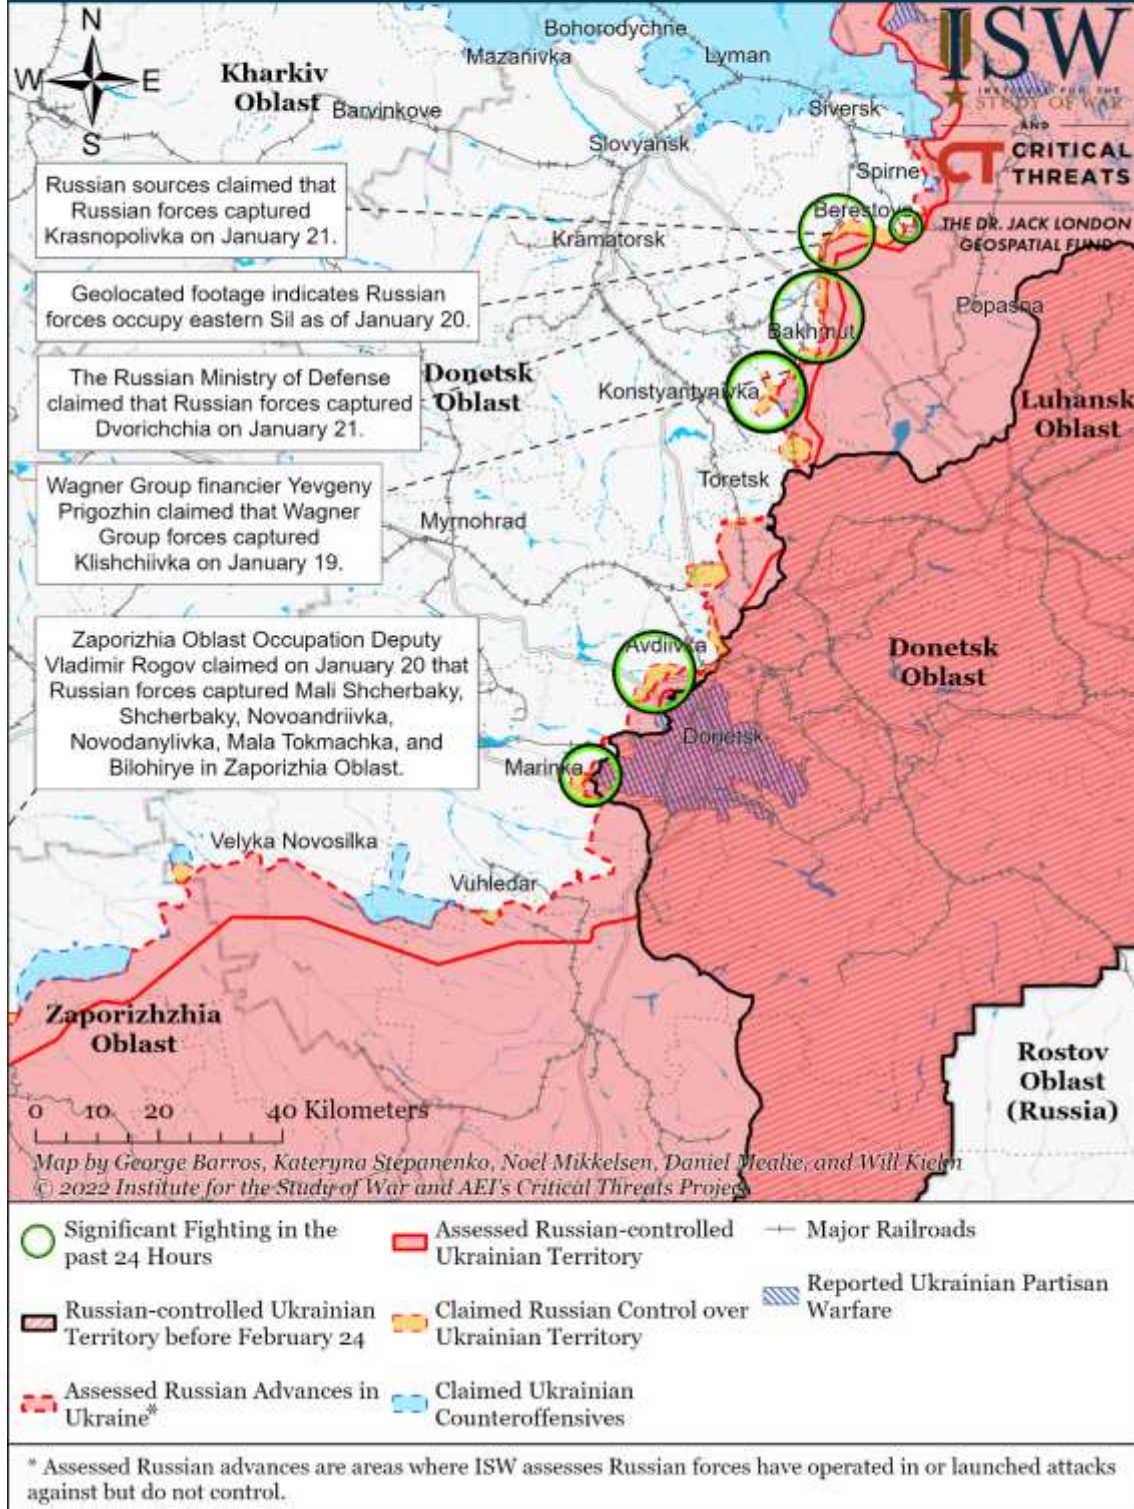 N
W
E
S
Kharkiv
Oblast
Bohorodychne
Mazanivka
Lyman
Barvinkove
Siversk
Slovyansk
Spirne
ISW
INSTITUTE FOR THE
STUDY OF WAR
AND
CT CRITICAL
THREATS
THE DR. JACK LONDON
GEOSPATIAL FUND
Russian sources claimed that
Russian forces captured
Krasnopolivka on January 21.
Berestove
Kramatorsk
Geolocated footage indicates Russian
forces occupy eastern Sil as of January 20.
Popasna
Bakhmut
The Russian Ministry of Defense
claimed that Russian forces captured
Dvorichchia on January 21.
Donetsk
Oblast
Konstyantynivka
Luhansk
Oblast
Wagner Group financier Yevgeny
Prigozhin claimed that Wagner
Group forces captured
Klishchiivka on January 19.
Toretsk
Myrnohrad
Zaporizhia Oblast Occupation Deputy
Vladimir Rogov claimed on January 20 that
Russian forces captured Mali Shcherbaky,
Shcherbaky, Novoandriivka,
Novodanylivka, Mala Tokmachka, and
Bilohirye in Zaporizhia Oblast.
Avdiivka
Donetsk
Oblast
Donetsk
Marinka
Velyka Novosilka
Vuhledar
Zaporizhzhia
Oblast
Rostov
Oblast
(Russia)
0 10 20 40 Kilometers
Map by George Barros, Kateryna Stepanenko, Noel Mikkelsen, Daniel Mealie, and Will Kielm
© 2022 Institute for the Study of War and AEI's Critical Threats Project
Significant Fighting in the
past 24 Hours
Russian-controlled Ukrainian
Territory before February 24
Assessed Russian Advances in
Ukraine*
Assessed Russian-controlled
Ukrainian Territory
Claimed Russian Control over
Ukrainian Territory
Claimed Ukrainian
Counteroffensives
Major Railroads
Reported Ukrainian Partisan
Warfare
* Assessed Russian advances are areas where ISW assesses Russian forces have operated in or launched attacks
against but do not control.